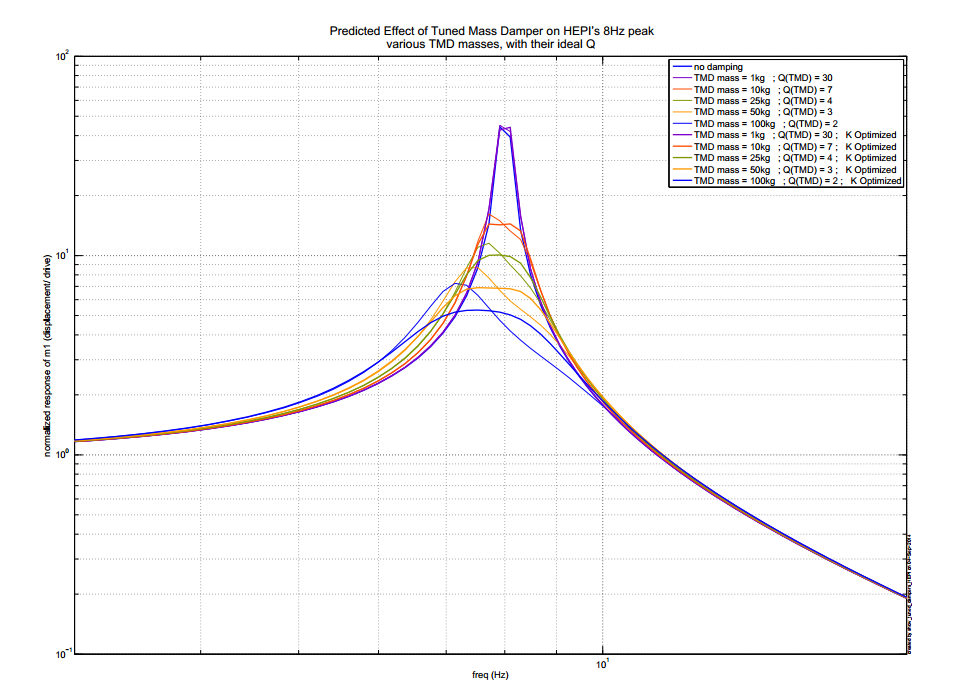 Predicted Effect of Tuned Mass Damper on HEPI's 8Hz peak
various TMD masses, with their ideal Q
10²
no damping
TMD mass = 1kg ; Q(TMD) = 30
TMD mass = 10kg ; Q(TMD) = 7
TMD mass = 25kg ; Q(TMD) = 4
TMD mass = 50kg ; Q(TMD) = 3
TMD mass = 100kg ; Q(TMD) = 2
TMD mass = 1kg ; Q(TMD) = 30 ; K Optimized
TMD mass = 10kg ; Q(TMD) = 7 ; K Optimized
TMD mass = 25kg ; Q(TMD) = 4 ; K Optimized
TMD mass = 50kg ; Q(TMD) = 3 ; K Optimized
TMD mass = 100kg ; Q(TMD) = 2 ; K Optimized
10¹
normalized response of m1 (displacement/ drive)
10⁰
10⁻¹
10¹
freq (Hz)